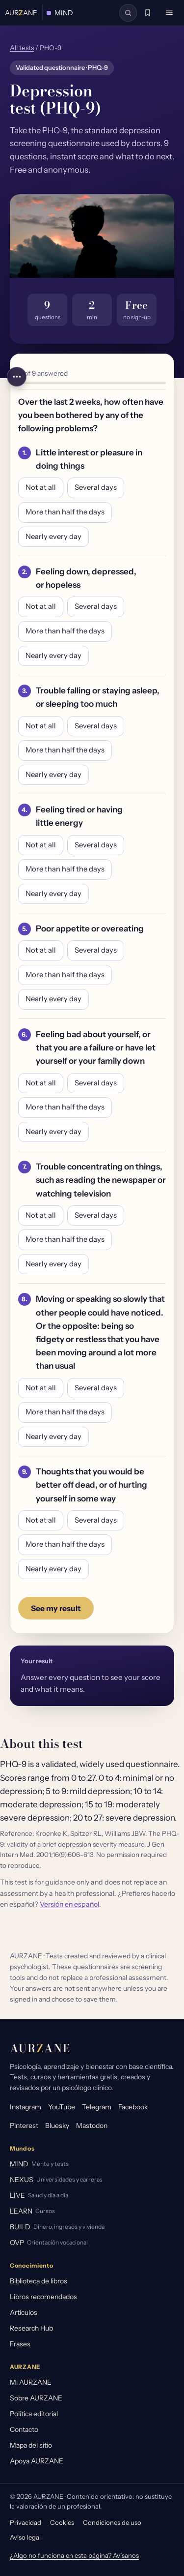 AURZANE MIND
All tests / PHQ-9
Validated questionnaire · PHQ-9
Depression
test (PHQ-9)
Take the PHQ-9, the standard depression
screening questionnaire used by doctors. 9
questions, instant score and what to do next.
Free and anonymous.
9
questions
2
min
Free
no sign-up
of 9 answered
Over the last 2 weeks, how often have
you been bothered by any of the
following problems?
1. Little interest or pleasure in
doing things
Not at all
Several days
More than half the days
Nearly every day
2. Feeling down, depressed,
or hopeless
Not at all
Several days
More than half the days
Nearly every day
3. Trouble falling or staying asleep,
or sleeping too much
Not at all
Several days
More than half the days
Nearly every day
4. Feeling tired or having
little energy
Not at all
Several days
More than half the days
Nearly every day
5. Poor appetite or overeating
Not at all
Several days
More than half the days
Nearly every day
6. Feeling bad about yourself, or
that you are a failure or have let
yourself or your family down
Not at all
Several days
More than half the days
Nearly every day
7. Trouble concentrating on things,
such as reading the newspaper or
watching television
Not at all
Several days
More than half the days
Nearly every day
8. Moving or speaking so slowly that
other people could have noticed.
Or the opposite: being so
fidgety or restless that you have
been moving around a lot more
than usual
Not at all
Several days
More than half the days
Nearly every day
9. Thoughts that you would be
better off dead, or of hurting
yourself in some way
Not at all
Several days
More than half the days
Nearly every day
See my result
Your result
Answer every question to see your score
and what it means.
About this test
PHQ-9 is a validated, widely used questionnaire.
Scores range from 0 to 27. 0 to 4: minimal or no
depression; 5 to 9: mild depression; 10 to 14:
moderate depression; 15 to 19: moderately
severe depression; 20 to 27: severe depression.
Reference: Kroenke K, Spitzer RL, Williams JBW. The PHQ-
9: validity of a brief depression severity measure. J Gen
Intern Med. 2001;16(9):606-613. No permission required
to reproduce.
This test is for guidance only and does not replace an
assessment by a health professional. ¿Prefieres hacerlo
en español? Versión en español.
AURZANE · Tests created and reviewed by a clinical
psychologist. These questionnaires are screening
tools and do not replace a professional assessment.
Your answers are not saved anywhere unless you are
signed in and choose to save them.
AURZANE
Psicología, aprendizaje y bienestar con base científica.
Tests, cursos y herramientas gratis, creados y
revisados por un psicólogo clínico.
Instagram YouTube Telegram Facebook
Pinterest Bluesky Mastodon
Mundos
MIND Mente y tests
NEXUS Universidades y carreras
LIVE Salud y día a día
LEARN Cursos
BUILD Dinero, ingresos y vivienda
OVP Orientación vocacional
Conocimiento
Biblioteca de libros
Libros recomendados
Artículos
Research Hub
Frases
AURZANE
Mi AURZANE
Sobre AURZANE
Política editorial
Contacto
Mapa del sitio
Apoya AURZANE
© 2026 AURZANE · Contenido orientativo: no sustituye
la valoración de un profesional.
Privacidad Cookies Condiciones de uso
Aviso legal
¿Algo no funciona en esta página? Avísanos